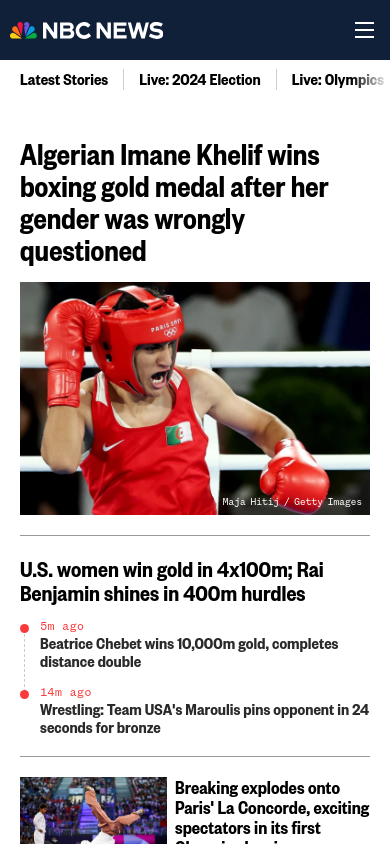 NBC NEWS
Latest Stories
Live: 2024 Election
Live: Olympics
Algerian Imane Khelif wins
boxing gold medal after her
gender was wrongly
questioned
PARIS 2024
Maja Hitij / Getty Images
U.S. women win gold in 4x100m; Rai
Benjamin shines in 400m hurdles
5m ago
Beatrice Chebet wins 10,000m gold, completes
distance double
14m ago
Wrestling: Team USA's Maroulis pins opponent in 24
seconds for bronze
Breaking explodes onto
Paris' La Concorde, exciting
spectators in its first